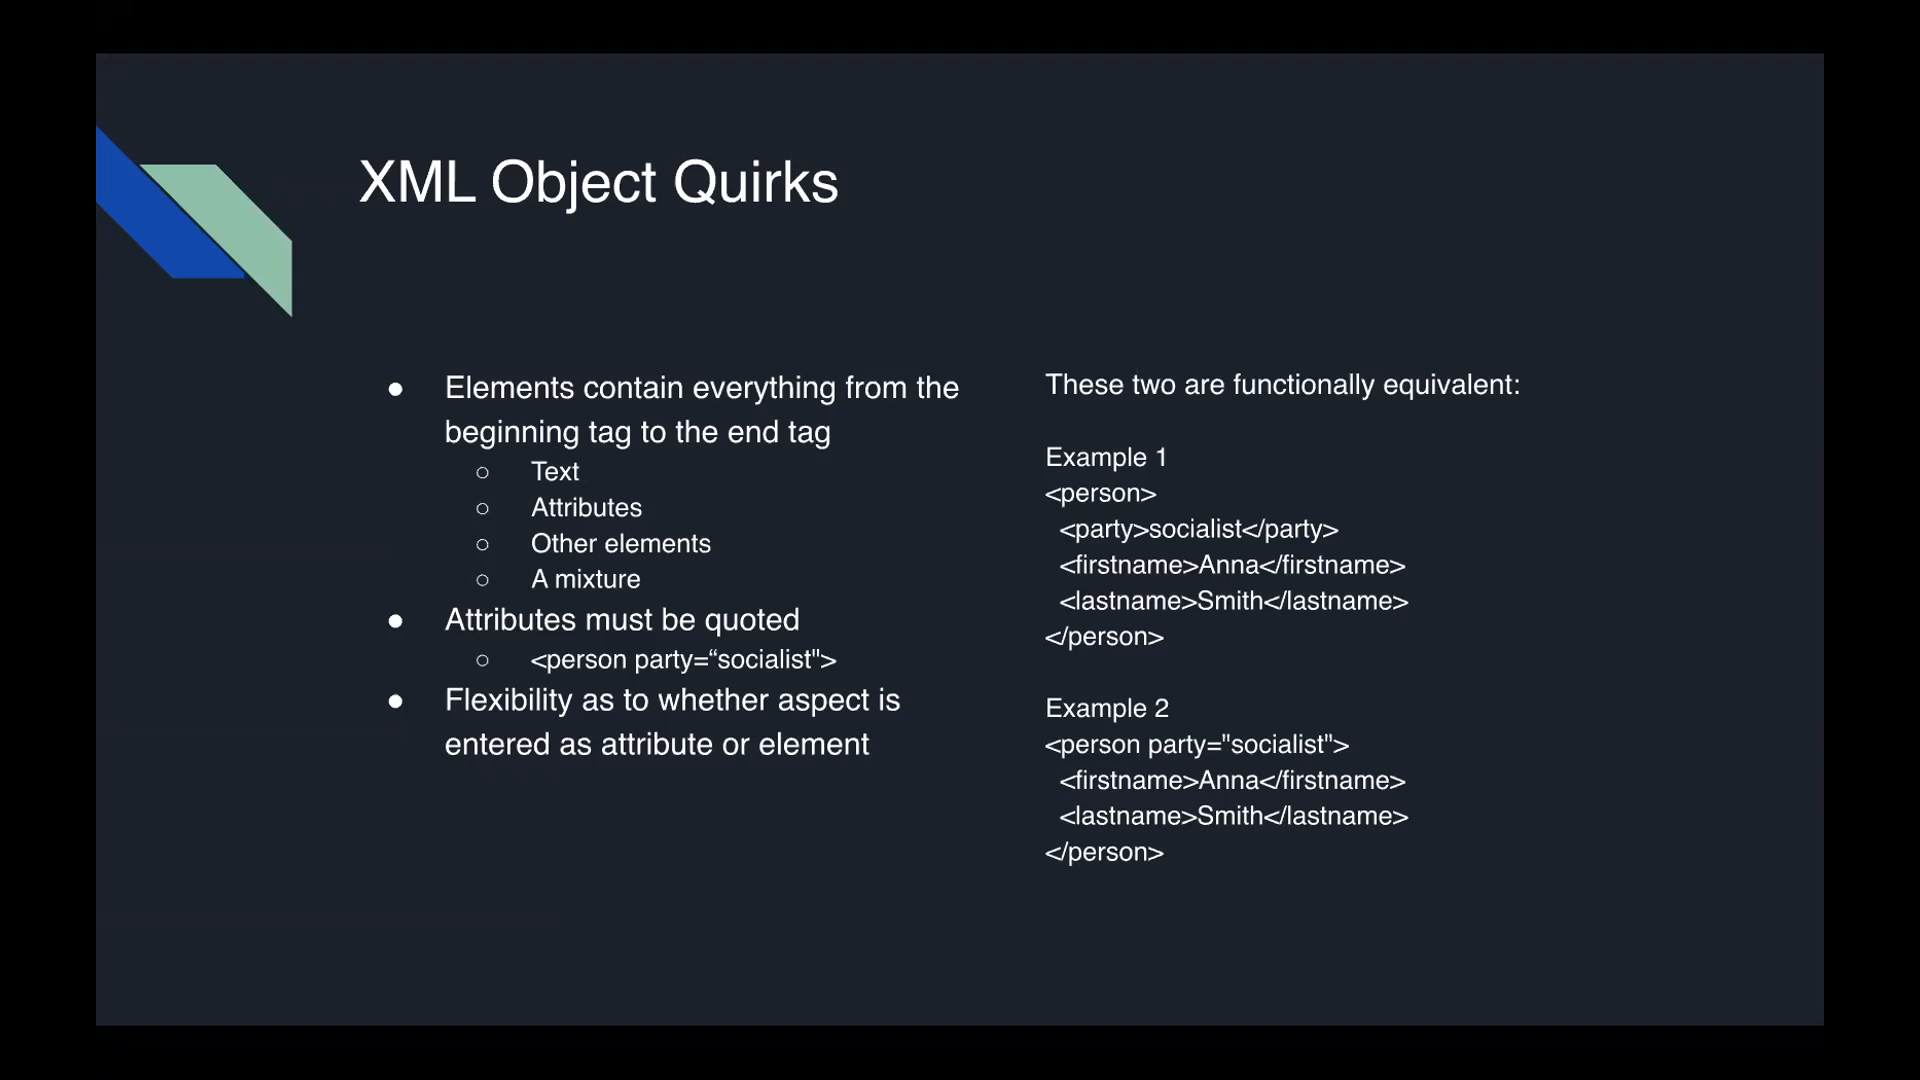 XML Object Quirks
● Elements contain everything from the
beginning tag to the end tag
○ Text
○ Attributes
○ Other elements
○ A mixture
● Attributes must be quoted
○ <person party=“socialist">
● Flexibility as to whether aspect is
entered as attribute or element
These two are functionally equivalent:
Example 1
<person>
<party>socialist</party>
<firstname>Anna</firstname>
<lastname>Smith</lastname>
</person>
Example 2
<person party="socialist">
<firstname>Anna</firstname>
<lastname>Smith</lastname>
</person>